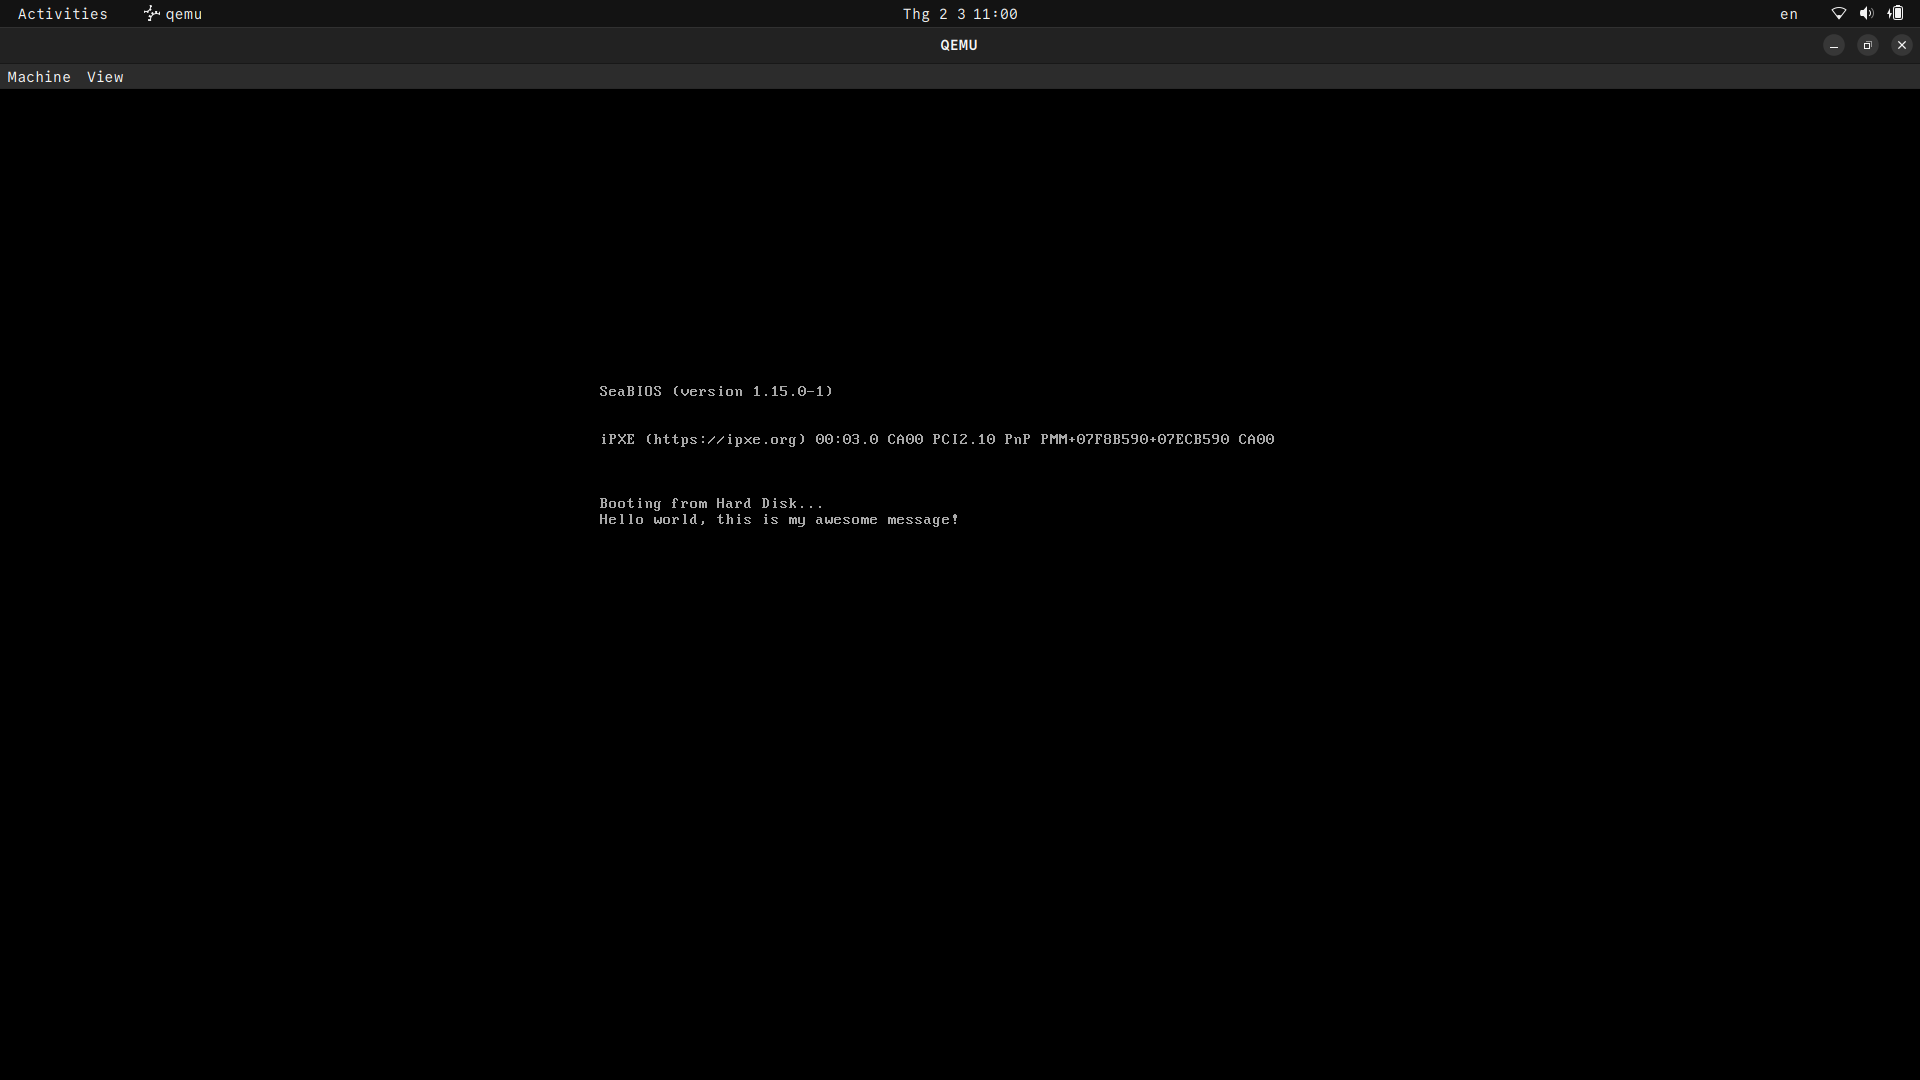 Activities qemu Thg 2 3 11:00 en
QEMU
Machine View
SeaBIOS (version 1.15.0-1)
iPXE (https://ipxe.org) 00:03.0 CA00 PCI2.10 PnP PMM+07F8B590+07ECB590 CA00
Booting from Hard Disk...
Hello world, this is my awesome message!